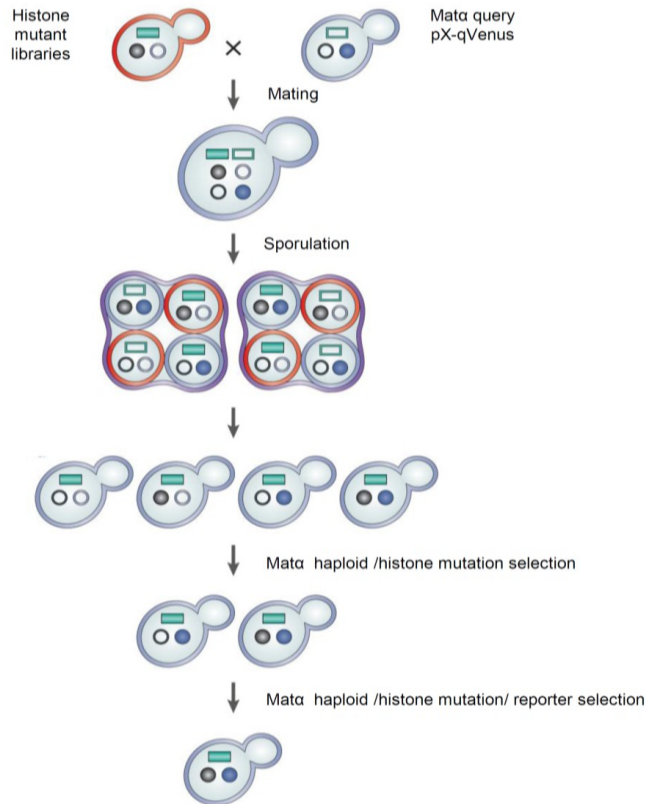 Histone
mutant
libraries
Matα query
pX-qVenus
Mating
Sporulation
Matα haploid /histone mutation selection
Matα haploid /histone mutation/ reporter selection